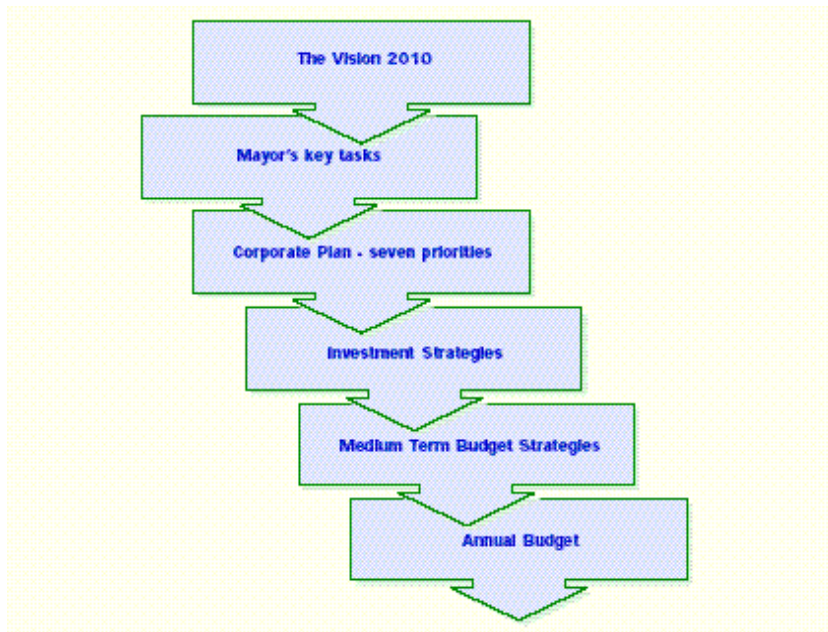 The Vision 2010
Mayor's key tasks
Corporate Plan - seven priorities
Investment Strategies
Medium Term Budget Strategies
Annual Budget